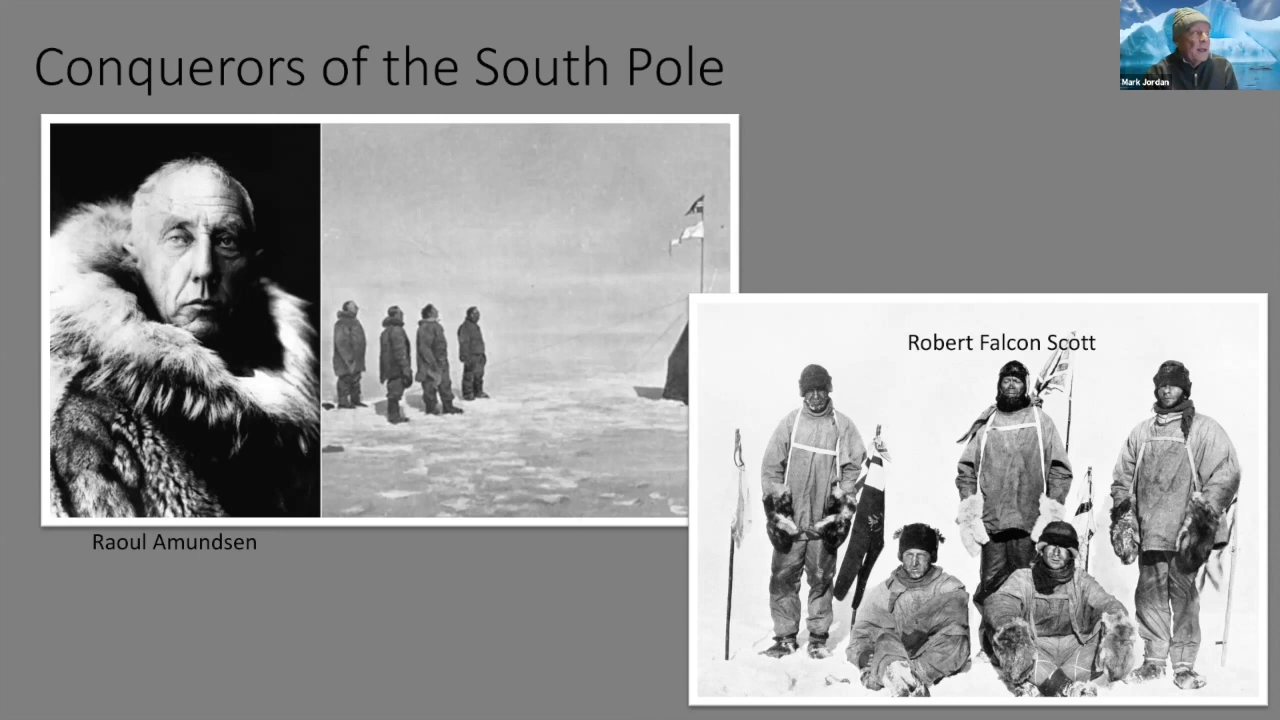 Conquerors of the South Pole
Mark Jordan
Robert Falcon Scott
Raoul Amundsen